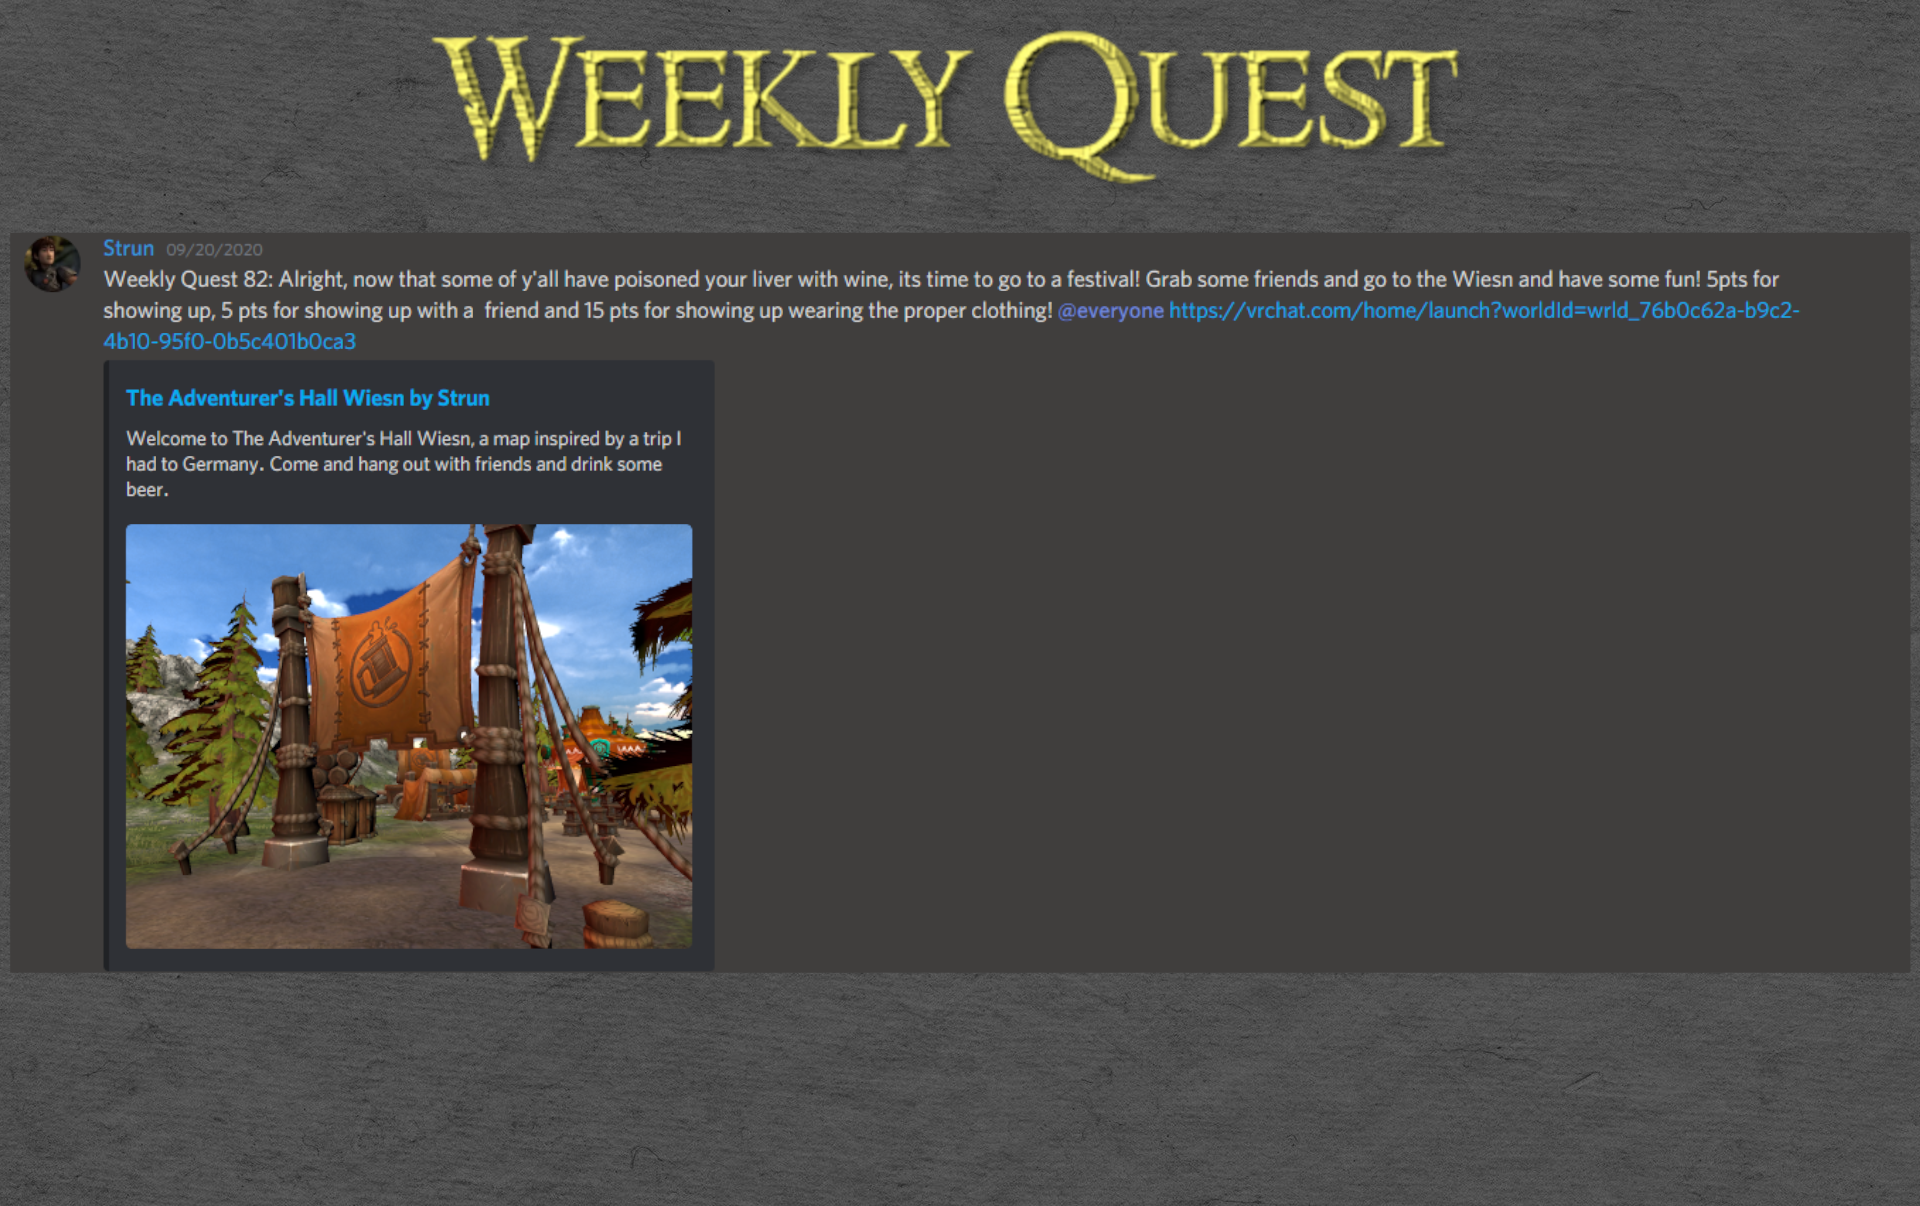 WEEKLY QUEST
Strun 09/20/2020
Weekly Quest 82: Alright, now that some of y'all have poisoned your liver with wine, its time to go to a festival! Grab some friends and go to the Wiesn and have some fun! 5pts for
showing up, 5 pts for showing up with a  friend and 15 pts for showing up wearing the proper clothing! @everyone https://vrchat.com/home/launch?worldId=wrld_76b0c62a-b9c2-
4b10-95f0-0b5c401b0ca3
The Adventurer's Hall Wiesn by Strun
Welcome to The Adventurer's Hall Wiesn, a map inspired by a trip I
had to Germany. Come and hang out with friends and drink some
beer.